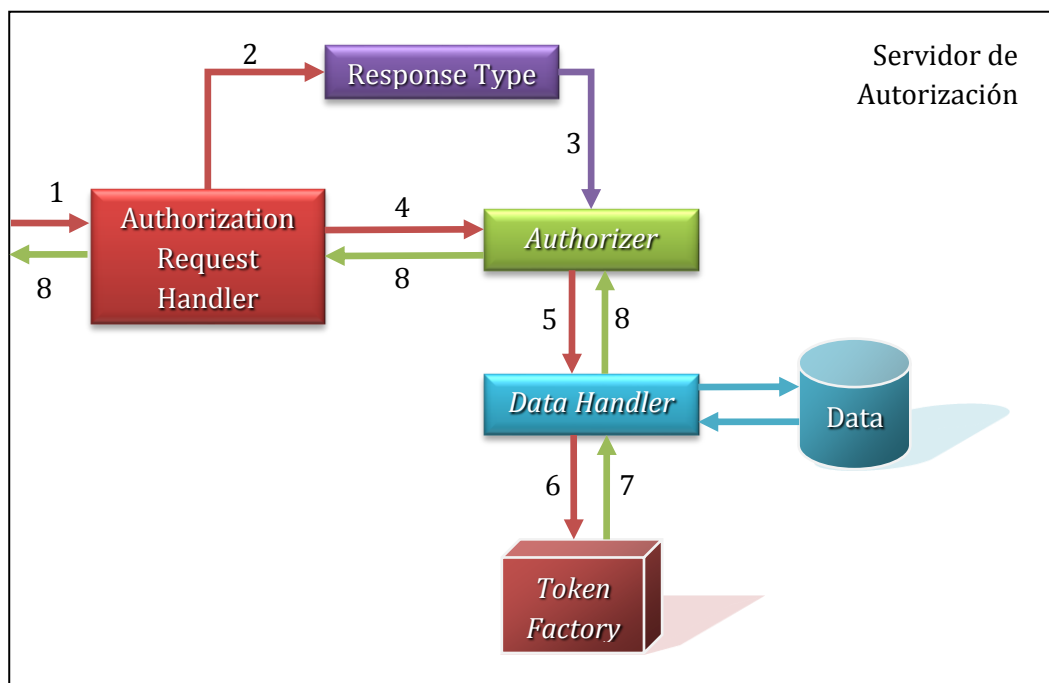 Servidor de
Autorización
2
Response Type
3
1
Authorization
Request
Handler
4
Authorizer
8
8
5
8
Data Handler
Data
6
7
Token
Factory